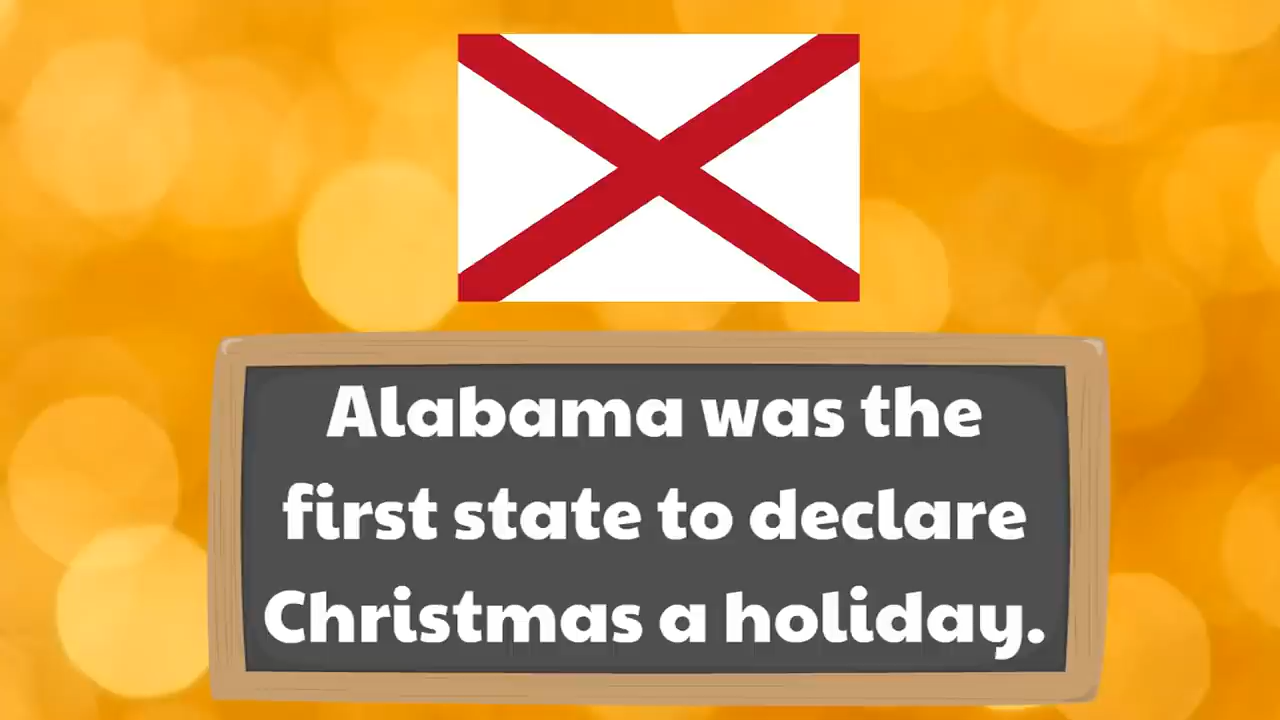 Alabama was the
first state to declare
Christmas a holiday.